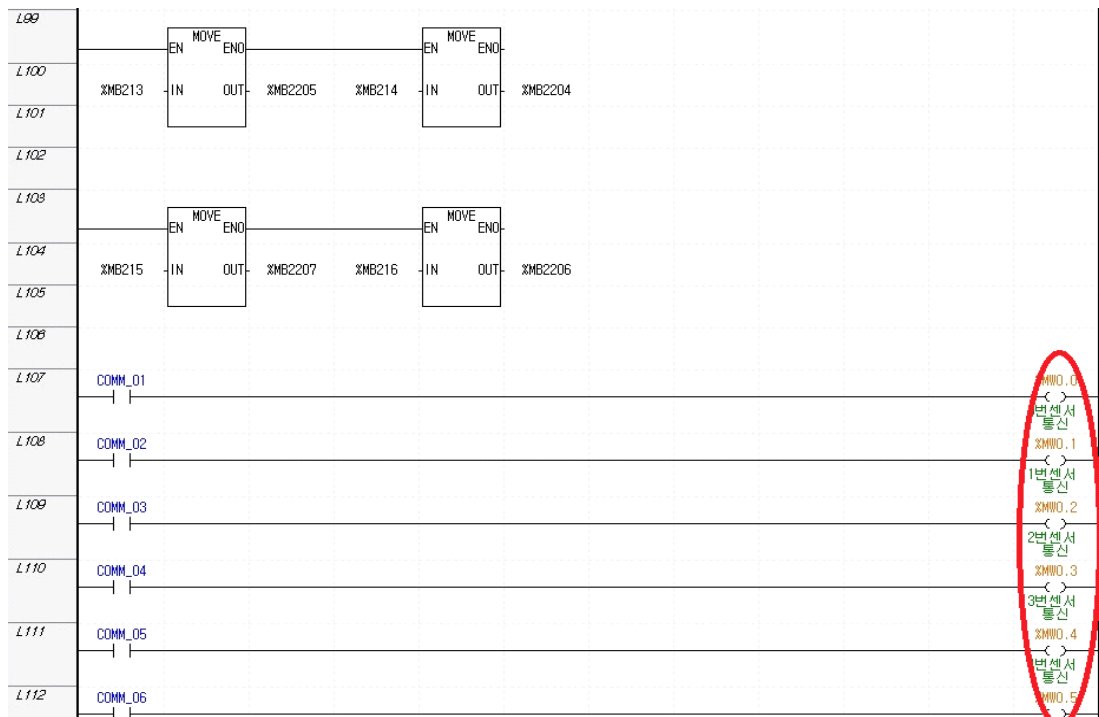 L99
MOVE MOVE
EN ENO EN ENO
L100
%MB213 IN OUT %MB2205 %MB214 IN OUT %MB2204
L101
L102
L103
MOVE MOVE
EN ENO EN ENO
L104
%MB215 IN OUT %MB2207 %MB216 IN OUT %MB2206
L105
L106
L107 COMM_01 %MW0.0
번센서
통신
L108 COMM_02 %MW0.1
1번센서
통신
L109 COMM_03 %MW0.2
2번센서
통신
L110 COMM_04 %MW0.3
3번센서
통신
L111 COMM_05 %MW0.4
번센서
통신
L112 COMM_06 %MW0.5